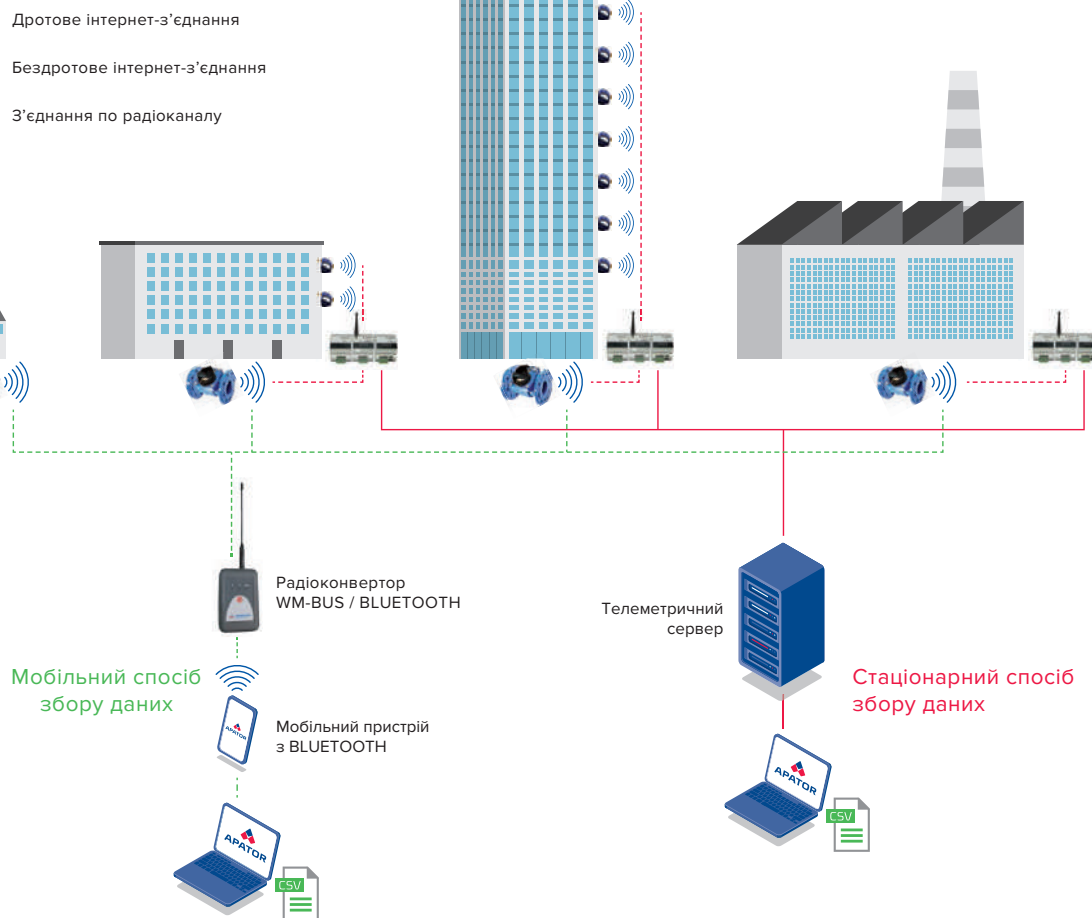 Дротове інтернет-з’єднання
Бездротове інтернет-з’єднання
З’єднання по радіоканалу
Радіоконвертор
WM-BUS / BLUETOOTH
Телеметричний
сервер
Мобільний спосіб
збору даних
Стаціонарний спосіб
збору даних
APATOR
Мобільний пристрій
з BLUETOOTH
APATOR
CSV
APATOR
CSV